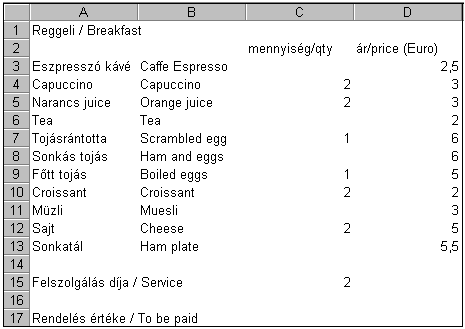 A B C D
1 Reggeli / Breakfast
2 mennyiség/qty ár/price (Euro)
3 Eszpresszó kávé Caffe Espresso 2,5
4 Capuccino Capuccino 2 3
5 Narancs juice Orange juice 2 3
6 Tea Tea 2
7 Tojásrántotta Scrambled egg 1 6
8 Sonkás tojás Ham and eggs 6
9 Főtt tojás Boiled eggs 1 5
10 Croissant Croissant 2 2
11 Müzli Muesli 3
12 Sajt Cheese 2 5
13 Sonkatál Ham plate 5,5
14
15 Felszolgálás díja / Service 2
16
17 Rendelés értéke / To be paid